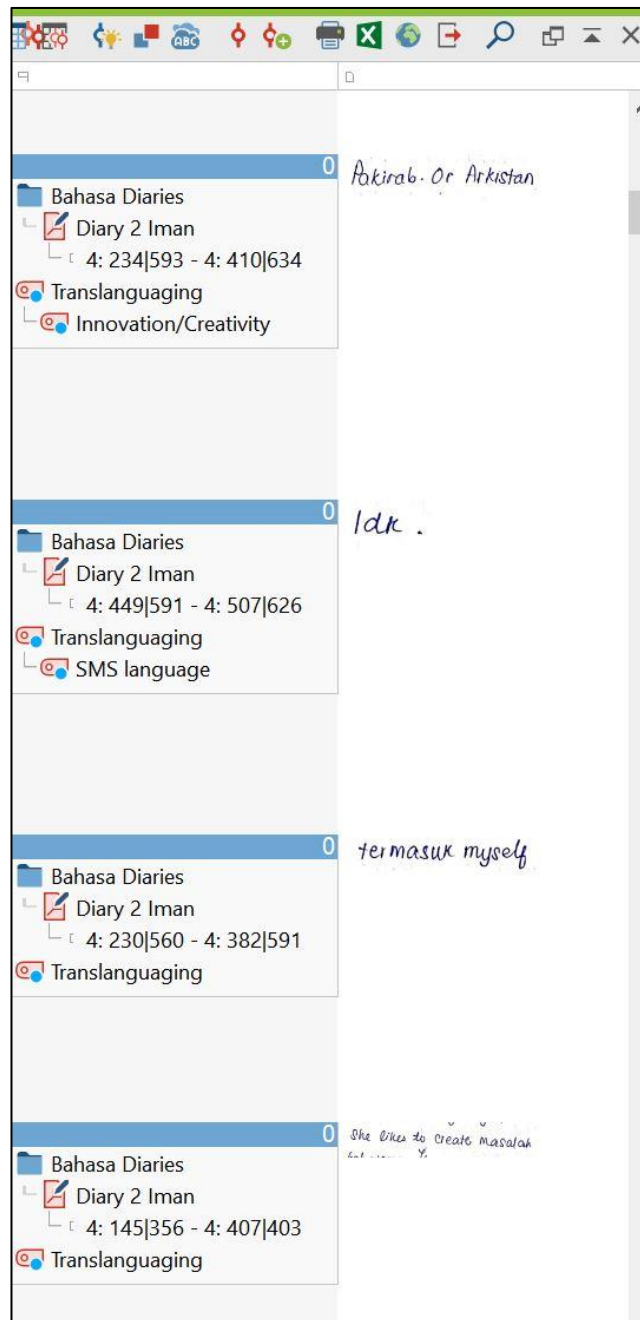 ABC
0
Pakirab. Or Arkistan
Bahasa Diaries
Diary 2 Iman
4: 234|593 - 4: 410|634
Translanguaging
Innovation/Creativity
0
Idk.
Bahasa Diaries
Diary 2 Iman
4: 449|591 - 4: 507|626
Translanguaging
SMS language
0
termasuk myself
Bahasa Diaries
Diary 2 Iman
4: 230|560 - 4: 382|591
Translanguaging
0
She likes to create masalah
Bahasa Diaries
Diary 2 Iman
4: 145|356 - 4: 407|403
Translanguaging